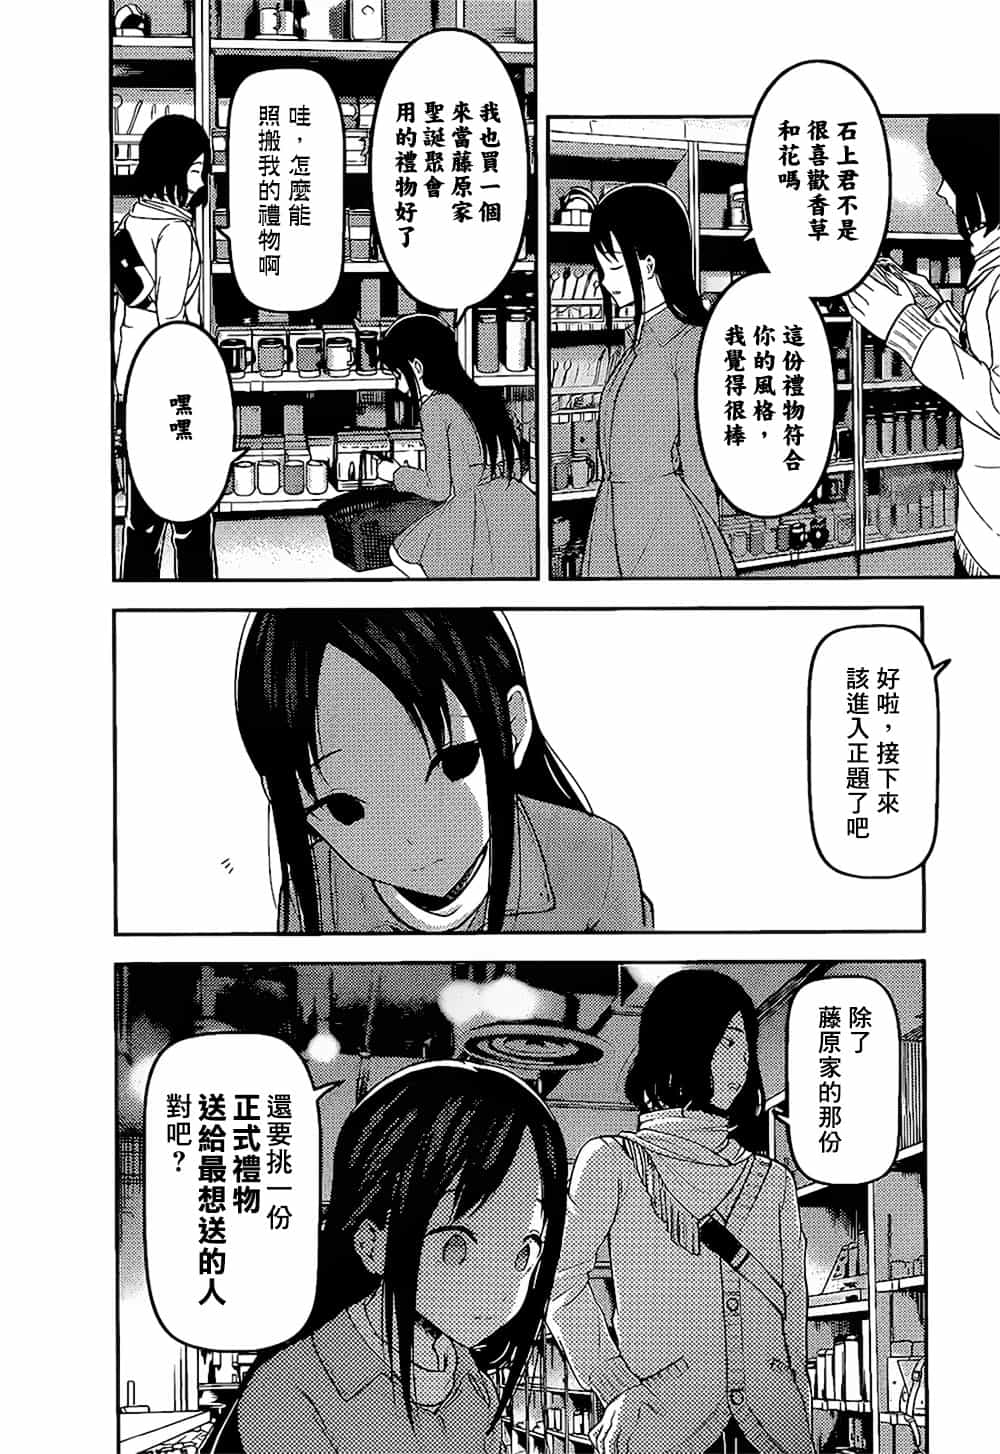 石上君不是
很喜歡香草
和花嗎
這份禮物符合
你的風格，
我覺得很棒
我也買一個
來當藤原家
聖誕聚會
用的禮物好了
哇，怎麼能
照搬我的禮物啊
嘿嘿
好啦，接下來
該進入正題了吧
除了
藤原家的那份
還要挑一份
正式禮物
送給最想送的人
對吧？